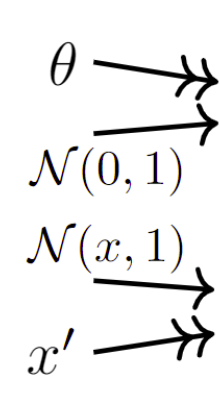 θ
𝒩(0, 1)
𝒩(x, 1)
x′